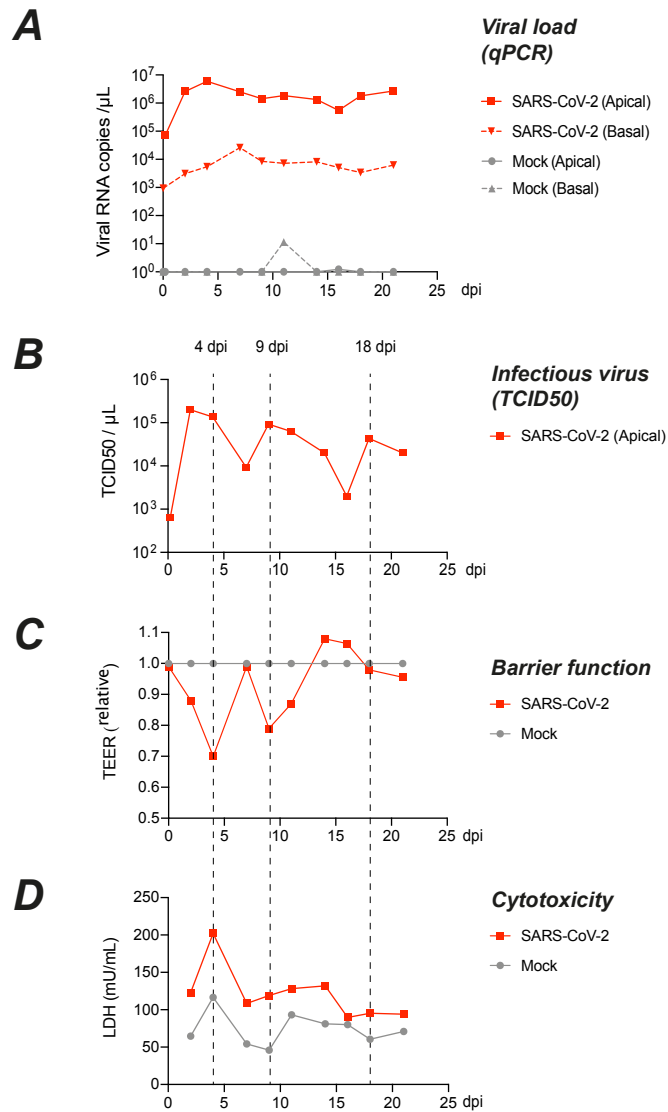 A
Viral load
(qPCR)
Viral RNA copies /µL
10⁷
10⁶
10⁵
10⁴
10³
10²
10¹
10⁰
0 5 10 15 20 25 dpi
SARS-CoV-2 (Apical)
SARS-CoV-2 (Basal)
Mock (Apical)
Mock (Basal)
4 dpi 9 dpi 18 dpi
B
Infectious virus
(TCID50)
TCID50 / µL
10⁶
10⁵
10⁴
10³
10²
0 5 10 15 20 25 dpi
SARS-CoV-2 (Apical)
C
Barrier function
TEER (relative)
1.1
1.0
0.9
0.8
0.7
0.6
0.5
0 5 10 15 20 25 dpi
SARS-CoV-2
Mock
D
Cytotoxicity
LDH (mU/mL)
250
200
150
100
50
0
0 5 10 15 20 25 dpi
SARS-CoV-2
Mock